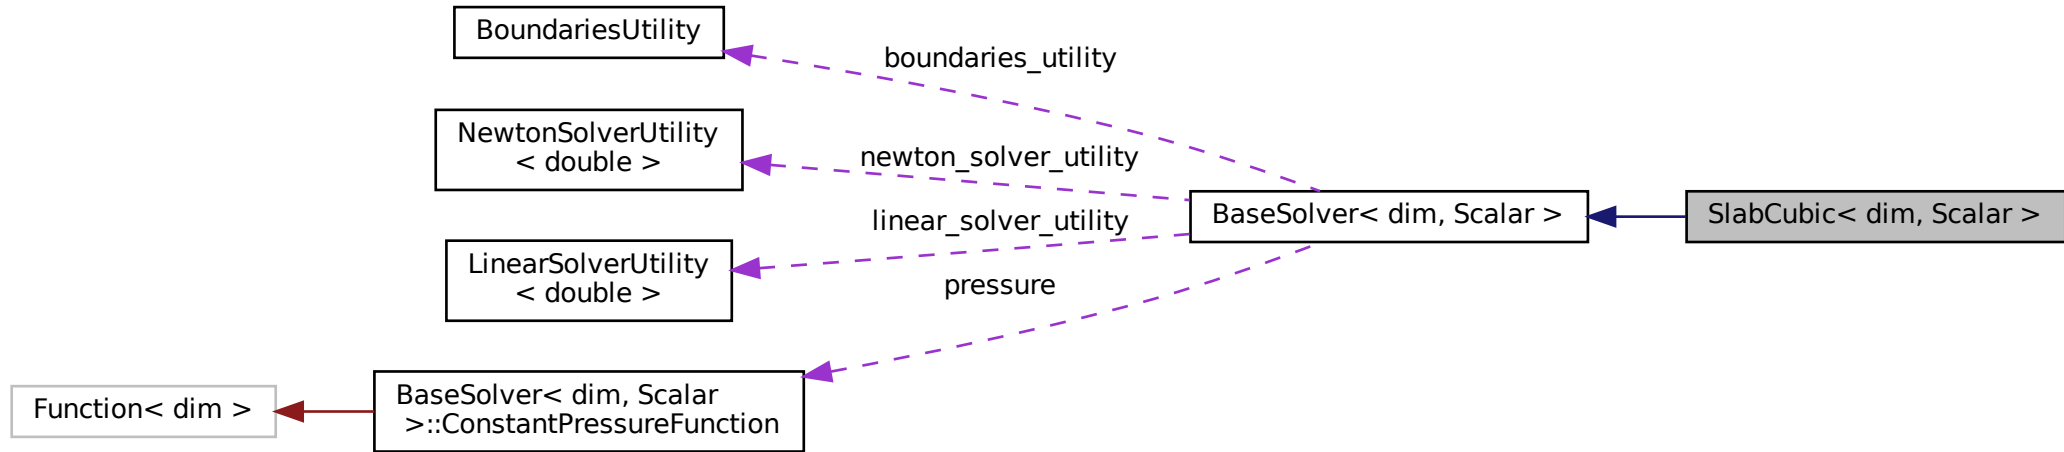 BoundariesUtility
boundaries_utility
NewtonSolverUtility
< double >
newton_solver_utility
linear_solver_utility
BaseSolver< dim, Scalar >
SlabCubic< dim, Scalar >
LinearSolverUtility
< double >
pressure
Function< dim >
BaseSolver< dim, Scalar
>::ConstantPressureFunction